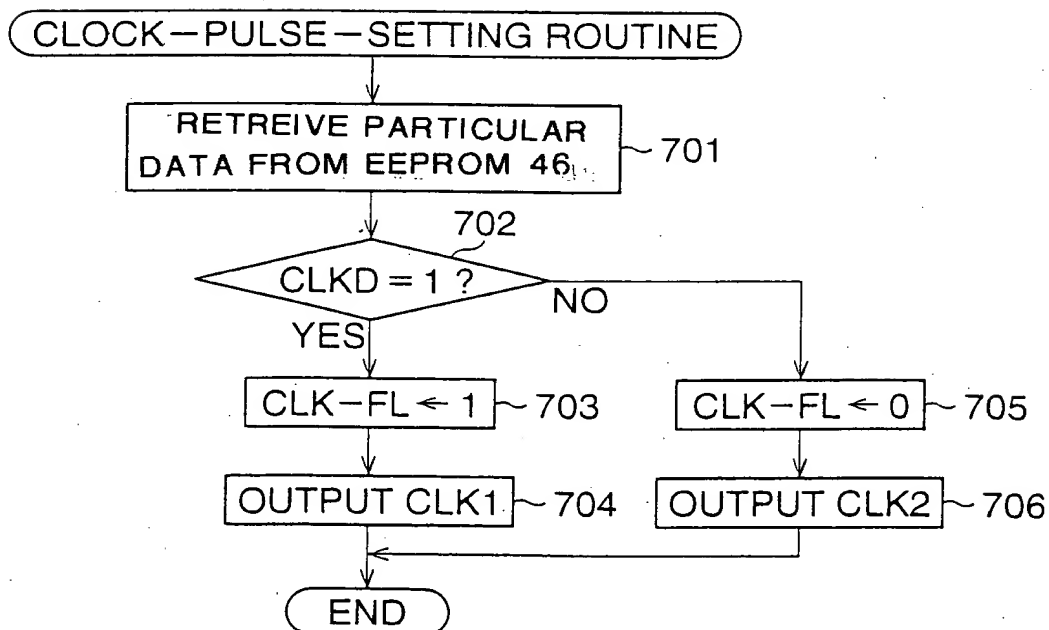 CLOCK-PULSE-SETTING ROUTINE
RETREIVE PARTICULAR
DATA FROM EEPROM 46
701
702
CLKD = 1 ?
NO
YES
CLK-FL ← 1
703
CLK-FL ← 0
705
OUTPUT CLK1
704
OUTPUT CLK2
706
END